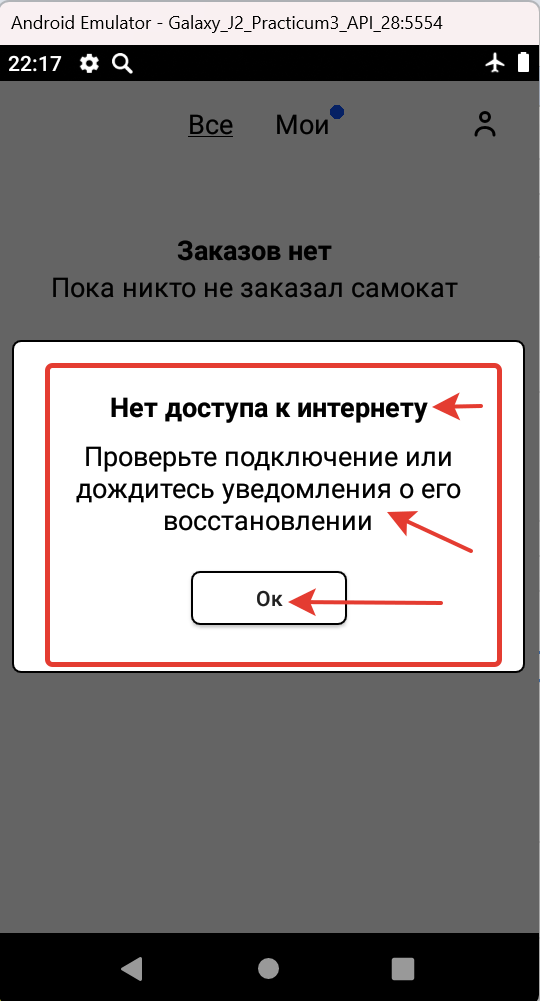 Android Emulator - Galaxy_J2_Practicum3_API_28:5554
22:17
Все Мои
Заказов нет
Пока никто не заказал самокат
Нет доступа к интернету
Проверьте подключение или
дождитесь уведомления о его
восстановлении
Ок